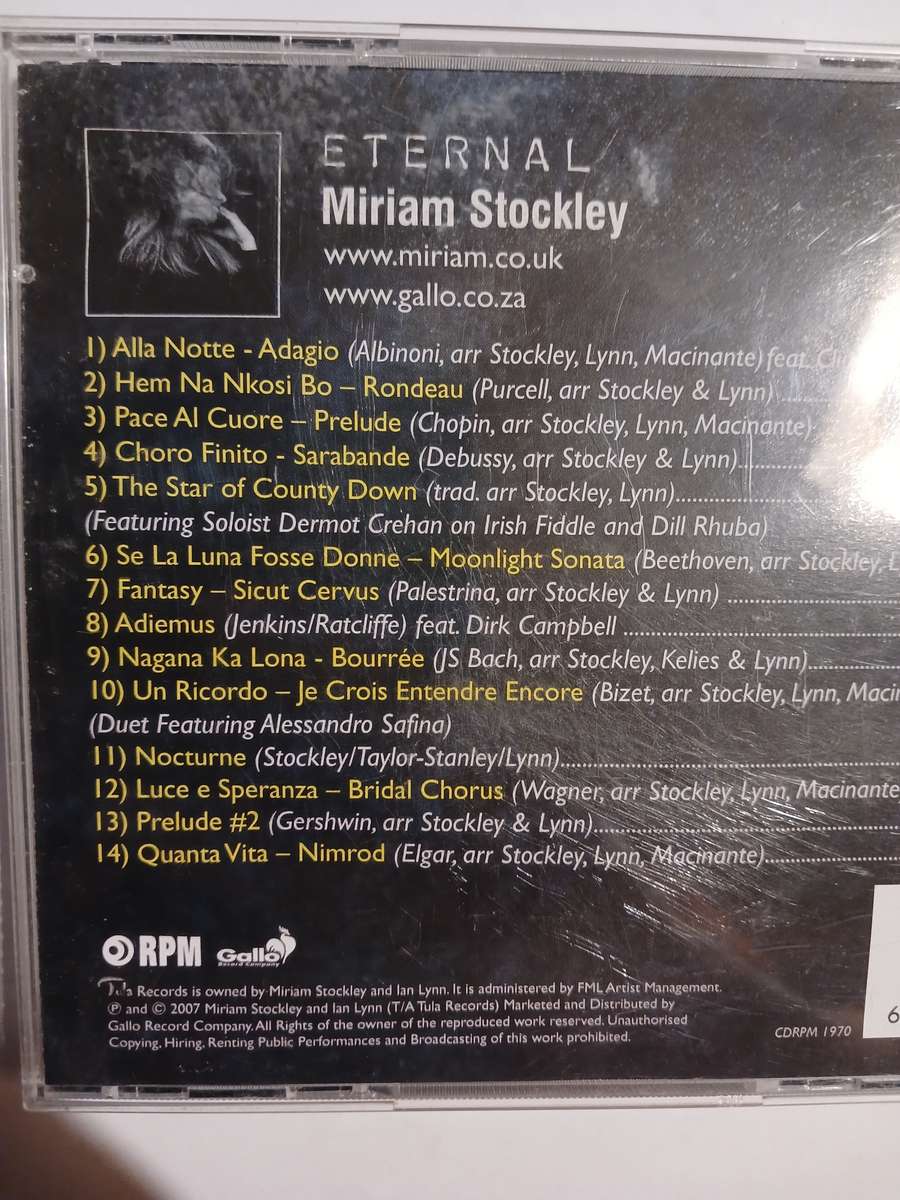 ETERNAL
Miriam Stockley
www.miriam.co.uk
www.gallo.co.za
1) Alla Notte - Adagio (Albinoni, arr Stockley, Lynn, Macinante) feat.
2) Hem Na Nkosi Bo – Rondeau (Purcell, arr Stockley & Lynn)
3) Pace Al Cuore – Prelude (Chopin, arr Stockley, Lynn, Macinante)
4) Choro Finito - Sarabande (Debussy, arr Stockley & Lynn)
5) The Star of County Down (trad. arr Stockley, Lynn)
(Featuring Soloist Dermot Crehan on Irish Fiddle and Dill Rhuba)
6) Se La Luna Fosse Donne – Moonlight Sonata (Beethoven, arr Stockley,
7) Fantasy – Sicut Cervus (Palestrina, arr Stockley & Lynn)
8) Adiemus (Jenkins/Ratcliffe) feat. Dirk Campbell
9) Nagana Ka Lona - Bourrée (JS Bach, arr Stockley, Kelies & Lynn)
10) Un Ricordo – Je Crois Entendre Encore (Bizet, arr Stockley, Lynn, Macin
(Duet Featuring Alessandro Safina)
11) Nocturne (Stockley/Taylor-Stanley/Lynn)
12) Luce e Speranza – Bridal Chorus (Wagner, arr Stockley, Lynn, Macinante
13) Prelude #2 (Gershwin, arr Stockley & Lynn)
14) Quanta Vita – Nimrod (Elgar, arr Stockley, Lynn, Macinante)
RPM Gallo Record Company
Tula Records is owned by Miriam Stockley and Ian Lynn. It is administered by FML Artist Management.
℗ and © 2007 Miriam Stockley and Ian Lynn (T/A Tula Records) Marketed and Distributed by
Gallo Record Company. All Rights of the owner of the reproduced work reserved. Unauthorised
Copying, Hiring, Renting Public Performances and Broadcasting of this work prohibited.
CDRPM 1970
6